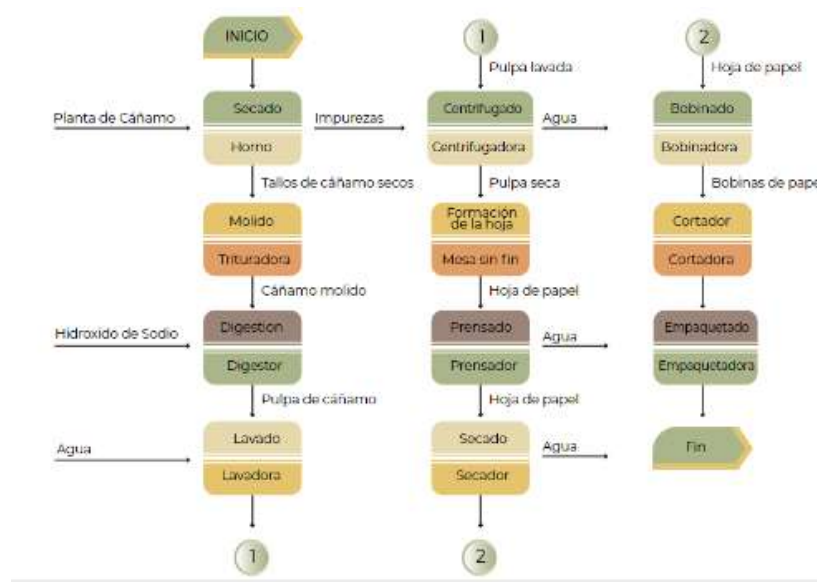 INICIO
Planta de Cáñamo
Secado
Horno
Impurezas
Tallos de cáñamo secos
Molido
Trituradora
Cáñamo molido
Hidroxido de Sodio
Digestion
Digestor
Pulpa de cáñamo
Agua
Lavado
Lavadora
1
1
Pulpa lavada
Centrifugado
Centrifugadora
Agua
Pulpa seca
Formación
de la hoja
Mesa sin fin
Hoja de papel
Prensado
Prensador
Agua
Hoja de papel
Secado
Secador
Agua
2
2
Hoja de papel
Bobinado
Bobinadora
Bobinas de pape
Cortador
Cortadora
Empaquetado
Empaquetadora
Fin